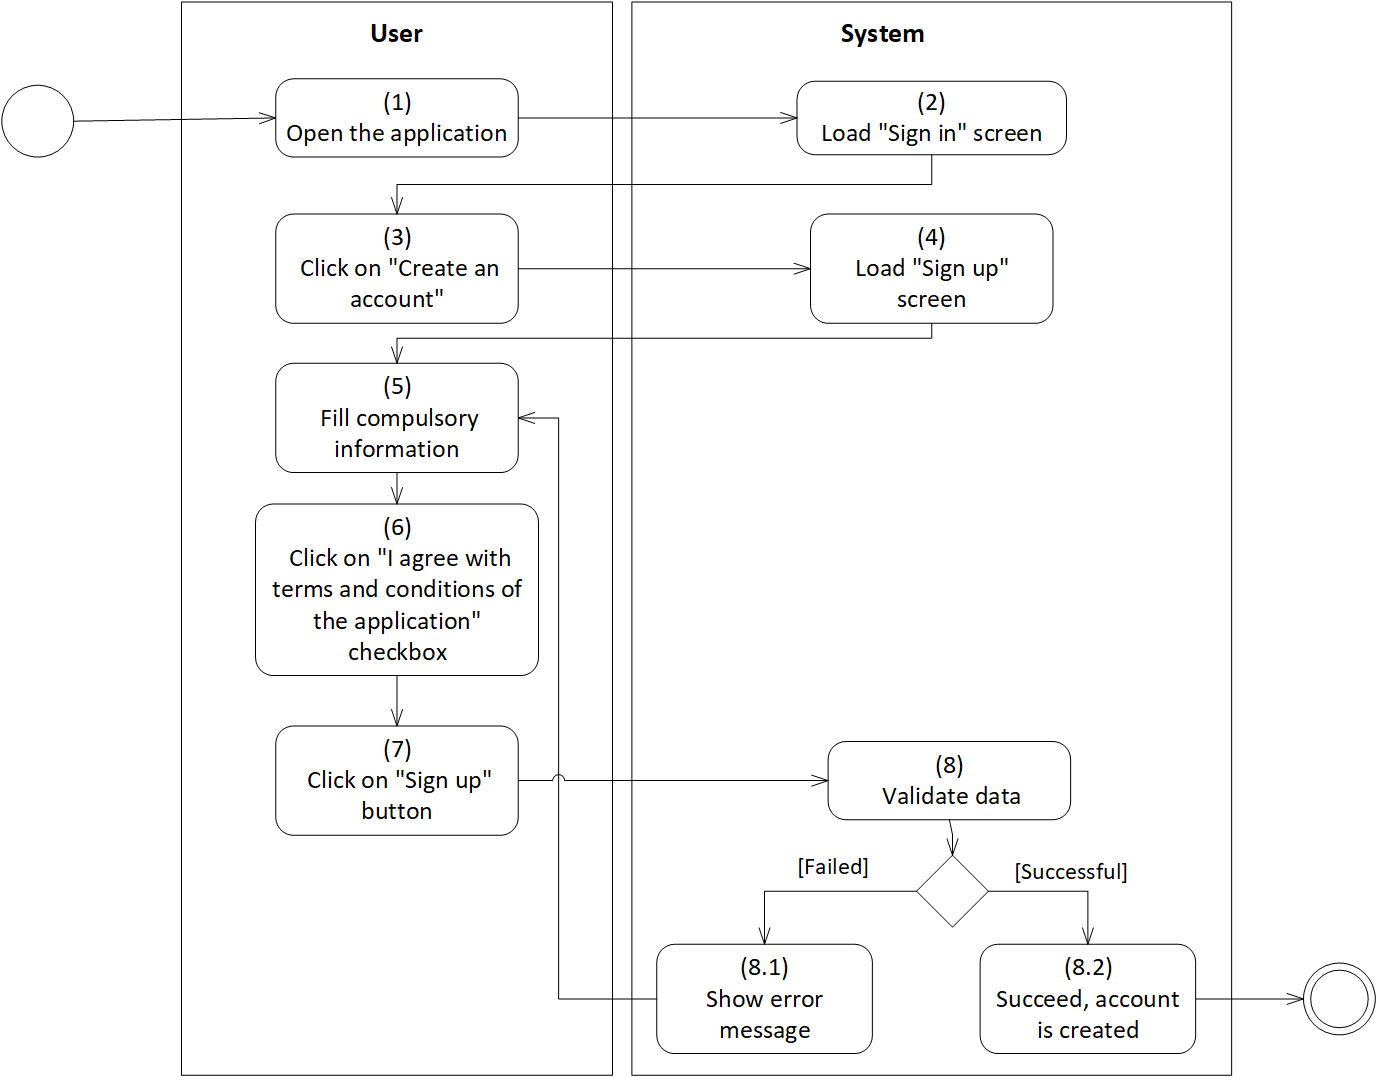 User
System
(1)
Open the application
(2)
Load "Sign in" screen
(3)
Click on "Create an
account"
(4)
Load "Sign up"
screen
(5)
Fill compulsory
information
(6)
Click on "I agree with
terms and conditions of
the application"
checkbox
(7)
Click on "Sign up"
button
(8)
Validate data
[Failed]
[Successful]
(8.1)
Show error
message
(8.2)
Succeed, account
is created